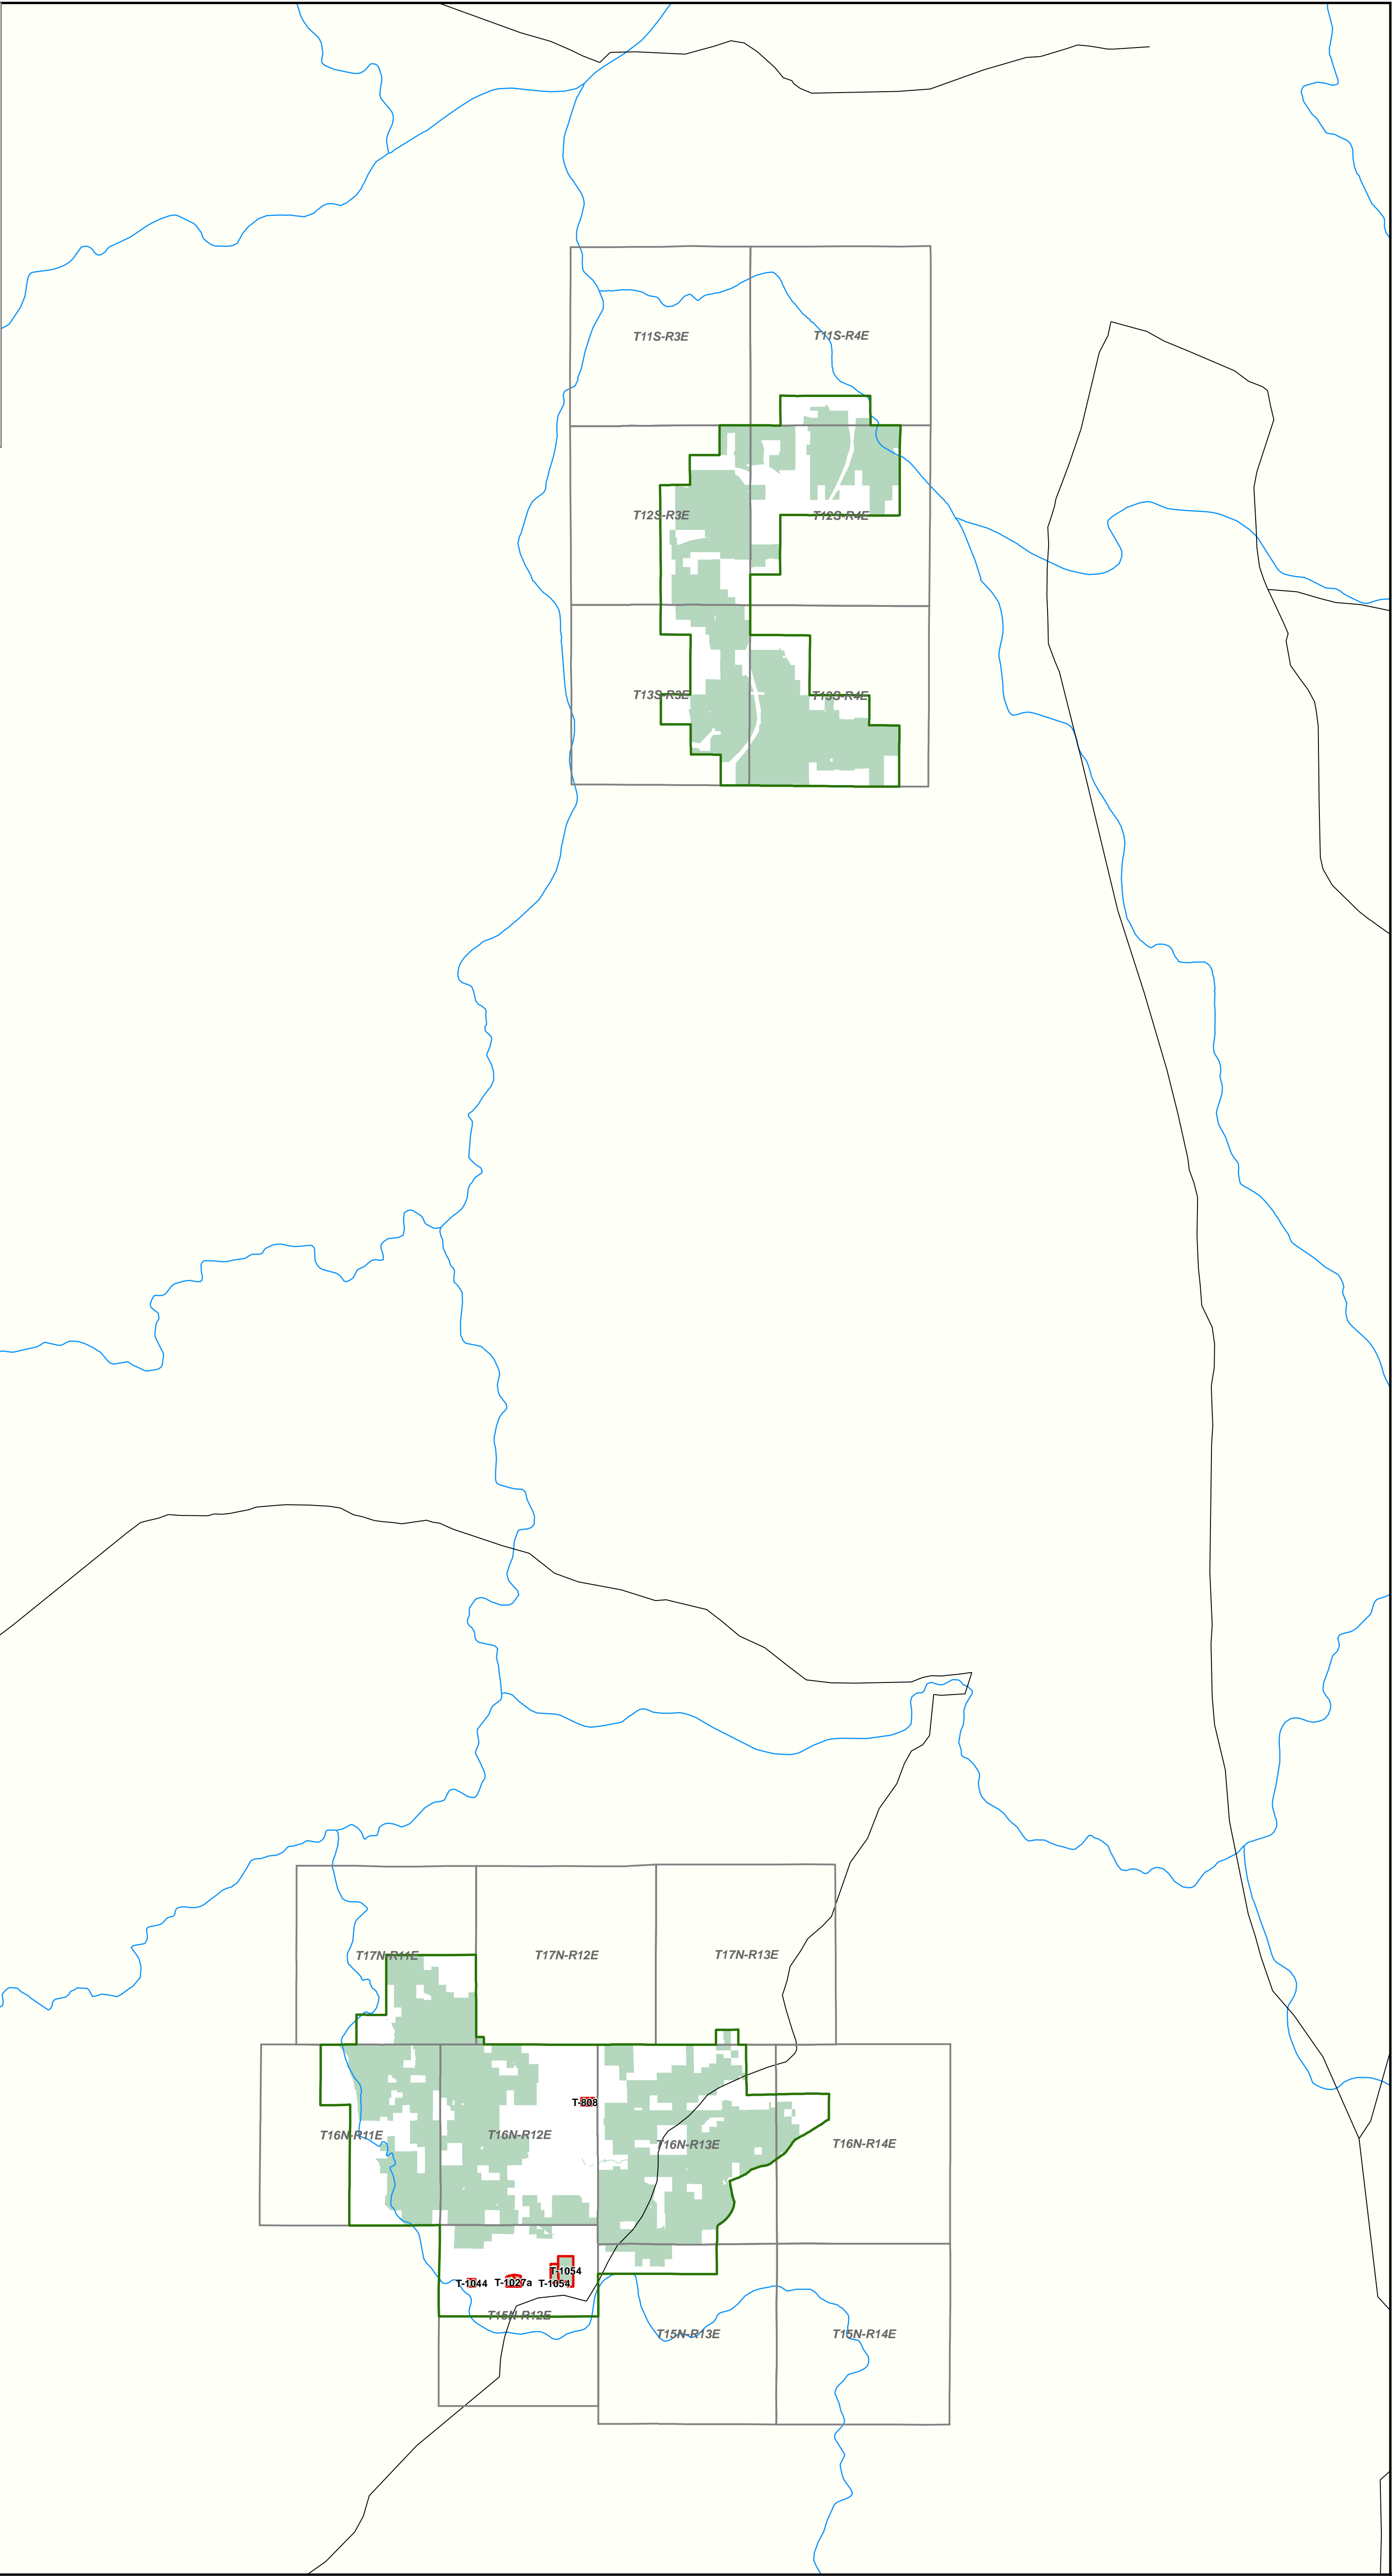 T11S-R3E
T11S-R4E
T12S-R3E
T12S-R4E
T13S-R3E
T13S-R4E
T17N-R11E
T17N-R12E
T17N-R13E
T-808
T16N-R11E
T16N-R12E
T16N-R13E
T16N-R14E
T-1054
T-1044
T-1027a
T-1054
T15N-R12E
T15N-R13E
T15N-R14E